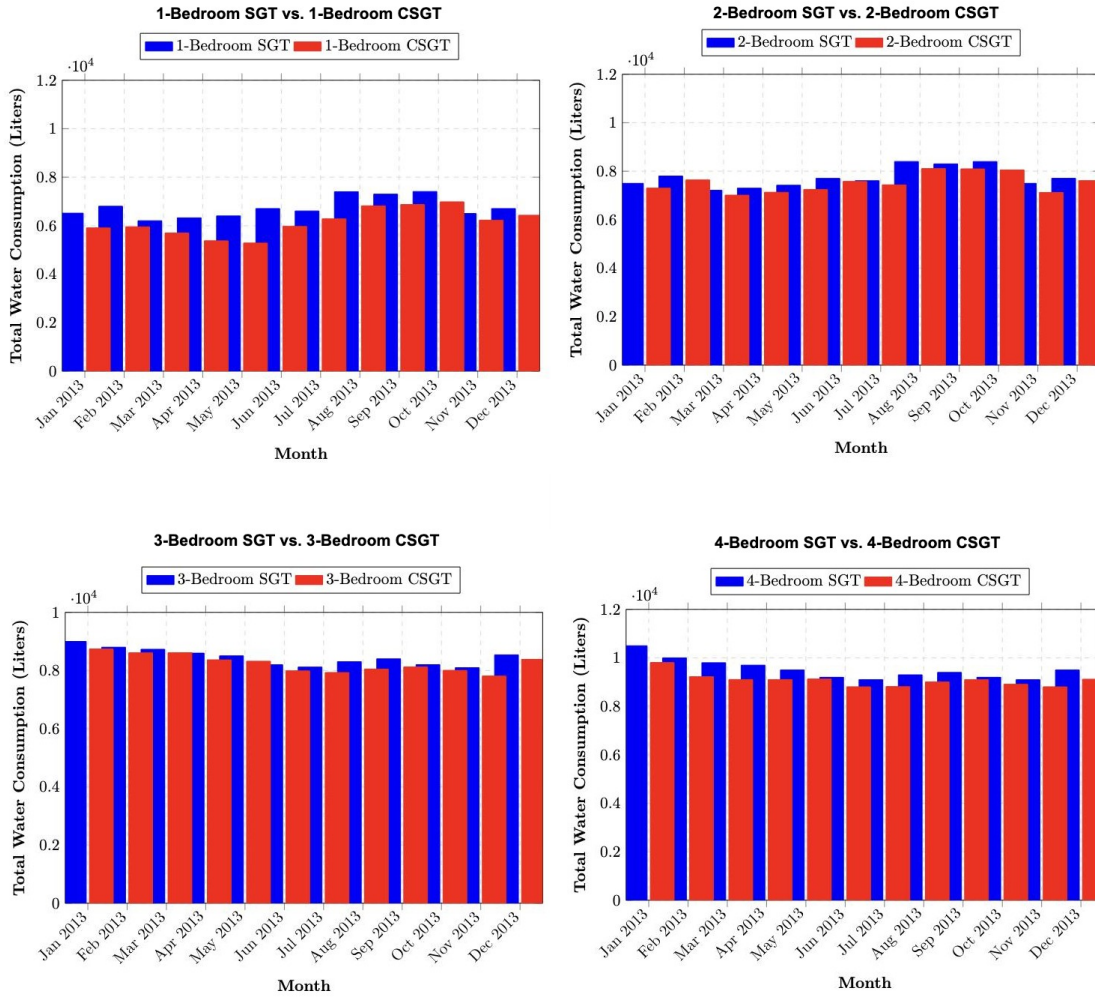 1-Bedroom SGT vs. 1-Bedroom CSGT
1-Bedroom SGT 1-Bedroom CSGT
·10⁴
Total Water Consumption (Liters)
1.2
1
0.8
0.6
0.4
0.2
0
Jan 2013 Feb 2013 Mar 2013 Apr 2013 May 2013 Jun 2013 Jul 2013 Aug 2013 Sep 2013 Oct 2013 Nov 2013 Dec 2013
Month
2-Bedroom SGT vs. 2-Bedroom CSGT
2-Bedroom SGT 2-Bedroom CSGT
·10⁴
Total Water Consumption (Liters)
1.2
1
0.8
0.6
0.4
0.2
0
Jan 2013 Feb 2013 Mar 2013 Apr 2013 May 2013 Jun 2013 Jul 2013 Aug 2013 Sep 2013 Oct 2013 Nov 2013 Dec 2013
Month
3-Bedroom SGT vs. 3-Bedroom CSGT
3-Bedroom SGT 3-Bedroom CSGT
·10⁴
Total Water Consumption (Liters)
1
0.8
0.6
0.4
0.2
0
Jan 2013 Feb 2013 Mar 2013 Apr 2013 May 2013 Jun 2013 Jul 2013 Aug 2013 Sep 2013 Oct 2013 Nov 2013 Dec 2013
Month
4-Bedroom SGT vs. 4-Bedroom CSGT
4-Bedroom SGT 4-Bedroom CSGT
·10⁴
Total Water Consumption (Liters)
1.2
1
0.8
0.6
0.4
0.2
0
Jan 2013 Feb 2013 Mar 2013 Apr 2013 May 2013 Jun 2013 Jul 2013 Aug 2013 Sep 2013 Oct 2013 Nov 2013 Dec 2013
Month